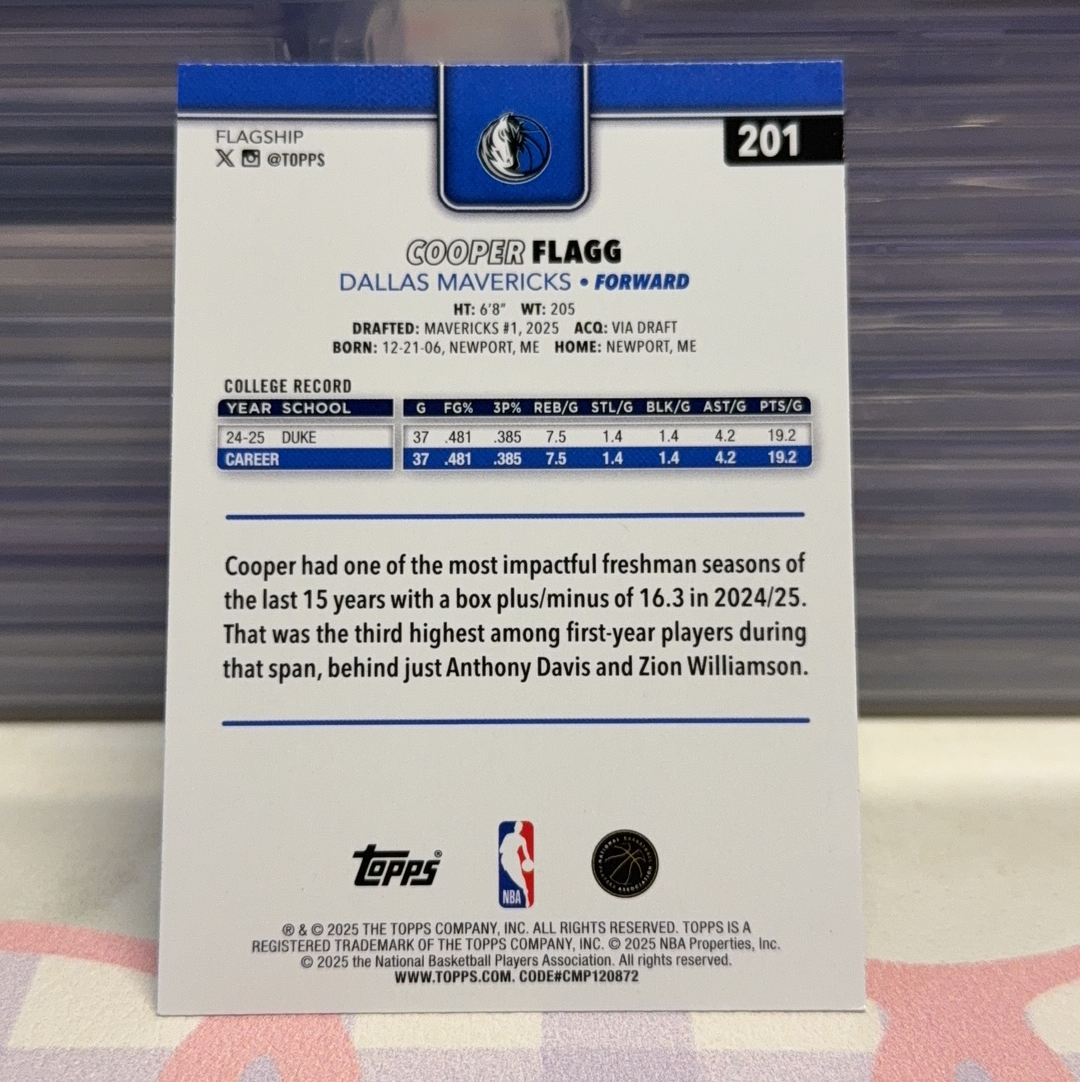 FLAGSHIP
@TOPPS
201
COOPER FLAGG
DALLAS MAVERICKS • FORWARD
HT: 6'8" WT: 205
DRAFTED: MAVERICKS #1, 2025 ACQ: VIA DRAFT
BORN: 12-21-06, NEWPORT, ME HOME: NEWPORT, ME
COLLEGE RECORD
YEAR SCHOOL G FG% 3P% REB/G STL/G BLK/G AST/G PTS/G
24-25 DUKE 37 .481 .385 7.5 1.4 1.4 4.2 19.2
CAREER 37 .481 .385 7.5 1.4 1.4 4.2 19.2
Cooper had one of the most impactful freshman seasons of
the last 15 years with a box plus/minus of 16.3 in 2024/25.
That was the third highest among first-year players during
that span, behind just Anthony Davis and Zion Williamson.
Topps®
NBA
NATIONAL BASKETBALL PLAYERS ASSOCIATION
® & © 2025 THE TOPPS COMPANY, INC. ALL RIGHTS RESERVED. TOPPS IS A
REGISTERED TRADEMARK OF THE TOPPS COMPANY, INC. © 2025 NBA Properties, Inc.
© 2025 the National Basketball Players Association. All rights reserved.
WWW.TOPPS.COM. CODE#CMP120872